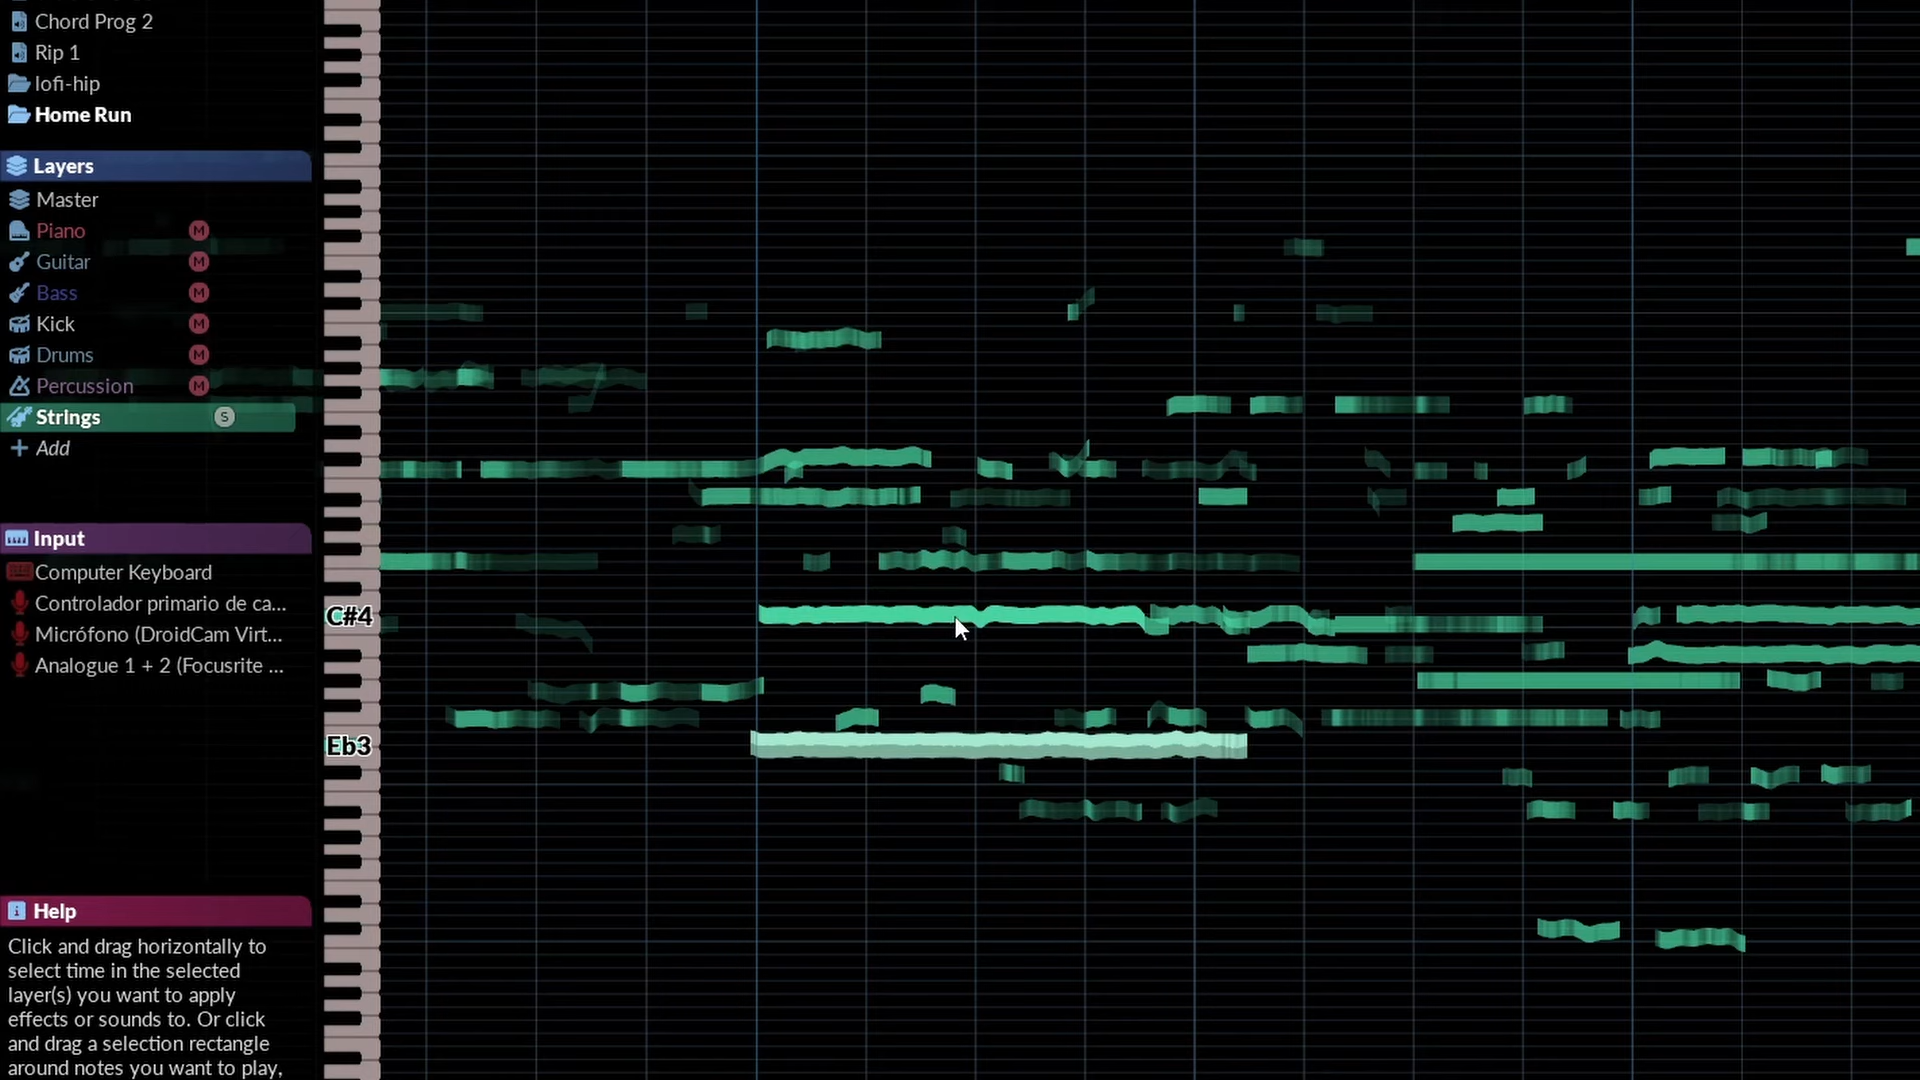 Chord Prog 2
Rip 1
lofi-hip
Home Run
Layers
Master
Piano M
Guitar M
Bass M
Kick M
Drums M
Percussion M
Strings S
Add
Input
Computer Keyboard
Controlador primario de ca...
Micrófono (DroidCam Virt...
Analogue 1 + 2 (Focusrite ...
Help
Click and drag horizontally to
select time in the selected
layer(s) you want to apply
effects or sounds to. Or click
and drag a selection rectangle
around notes you want to play,
C#4
Eb3